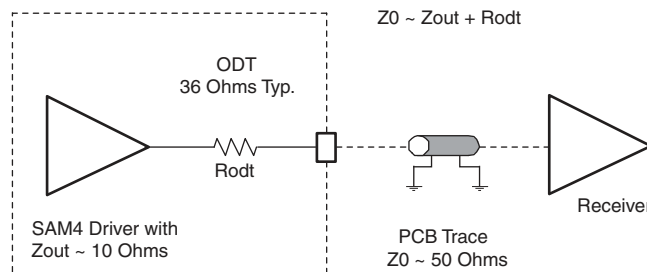 Z0 ~ Zout + Rodt
ODT
36 Ohms Typ.
Rodt
Receiver
SAM4 Driver with
Zout ~ 10 Ohms
PCB Trace
Z0 ~ 50 Ohms